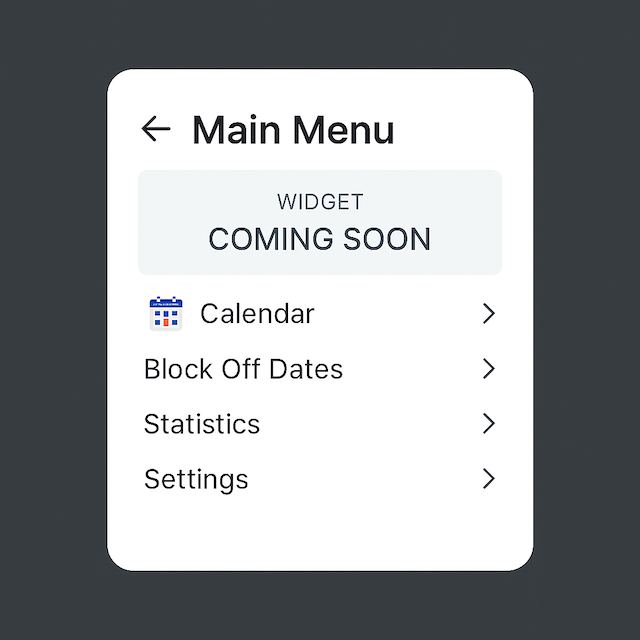 Main Menu
WIDGET
COMING SOON
Calendar
Block Off Dates
Statistics
Settings